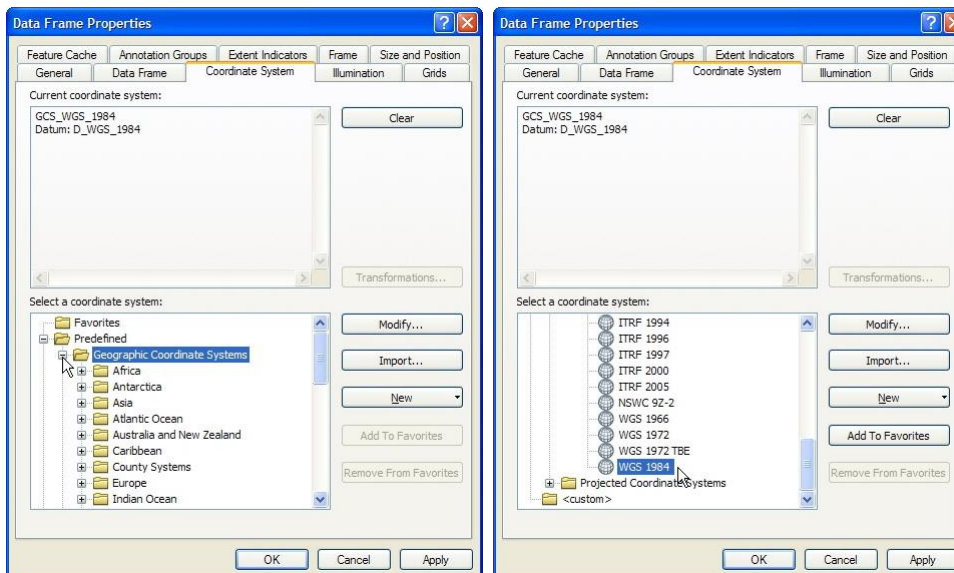 Data Frame Properties
Feature Cache Annotation Groups Extent Indicators Frame Size and Position
General Data Frame Coordinate System Illumination Grids
Current coordinate system:
GCS_WGS_1984
Datum: D_WGS_1984
Clear
Transformations...
Select a coordinate system:
Favorites
Predefined
Geographic Coordinate Systems
Africa
Antarctica
Asia
Atlantic Ocean
Australia and New Zealand
Caribbean
County Systems
Europe
Indian Ocean
Modify...
Import...
New
Add To Favorites
Remove From Favorites
OK Cancel Apply
Data Frame Properties
Feature Cache Annotation Groups Extent Indicators Frame Size and Position
General Data Frame Coordinate System Illumination Grids
Current coordinate system:
GCS_WGS_1984
Datum: D_WGS_1984
Clear
Transformations...
Select a coordinate system:
ITRF 1994
ITRF 1996
ITRF 1997
ITRF 2000
ITRF 2005
NSWC 9Z-2
WGS 1966
WGS 1972
WGS 1972 TBE
WGS 1984
Projected Coordinate Systems
<custom>
Modify...
Import...
New
Add To Favorites
Remove From Favorites
OK Cancel Apply